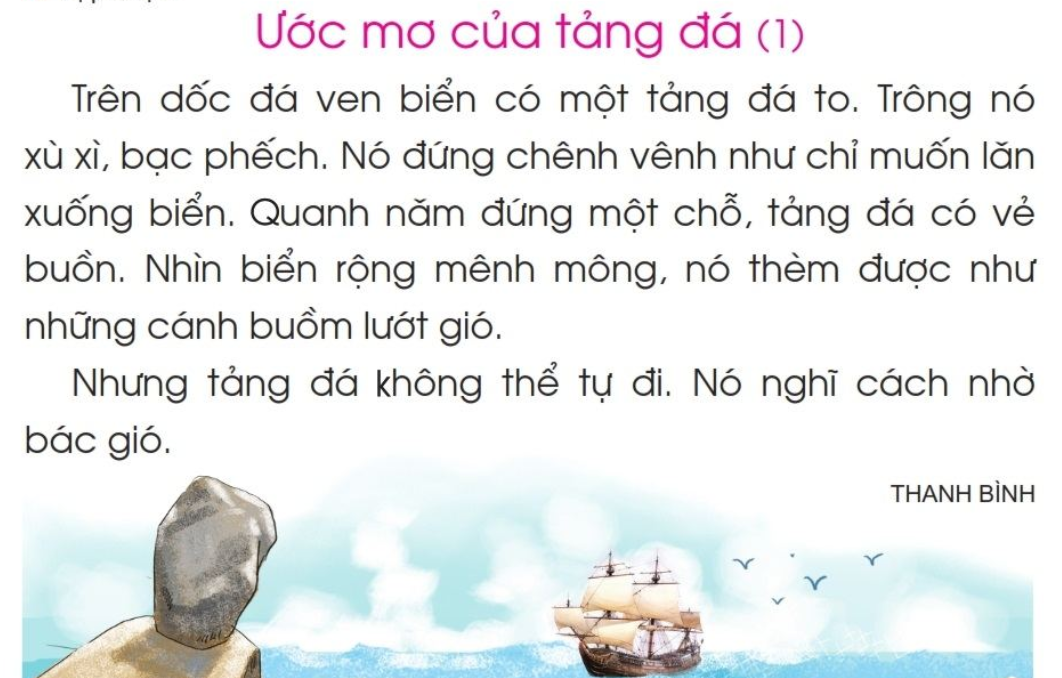 Ước mơ của tảng đá (1)
Trên dốc đá ven biển có một tảng đá to. Trông nó
xù xì, bạc phếch. Nó đứng chênh vênh như chỉ muốn lăn
xuống biển. Quanh năm đứng một chỗ, tảng đá có vẻ
buồn. Nhìn biển rộng mênh mông, nó thèm được như
những cánh buồm lướt gió.
Nhưng tảng đá không thể tự đi. Nó nghĩ cách nhờ
bác gió.
THANH BÌNH